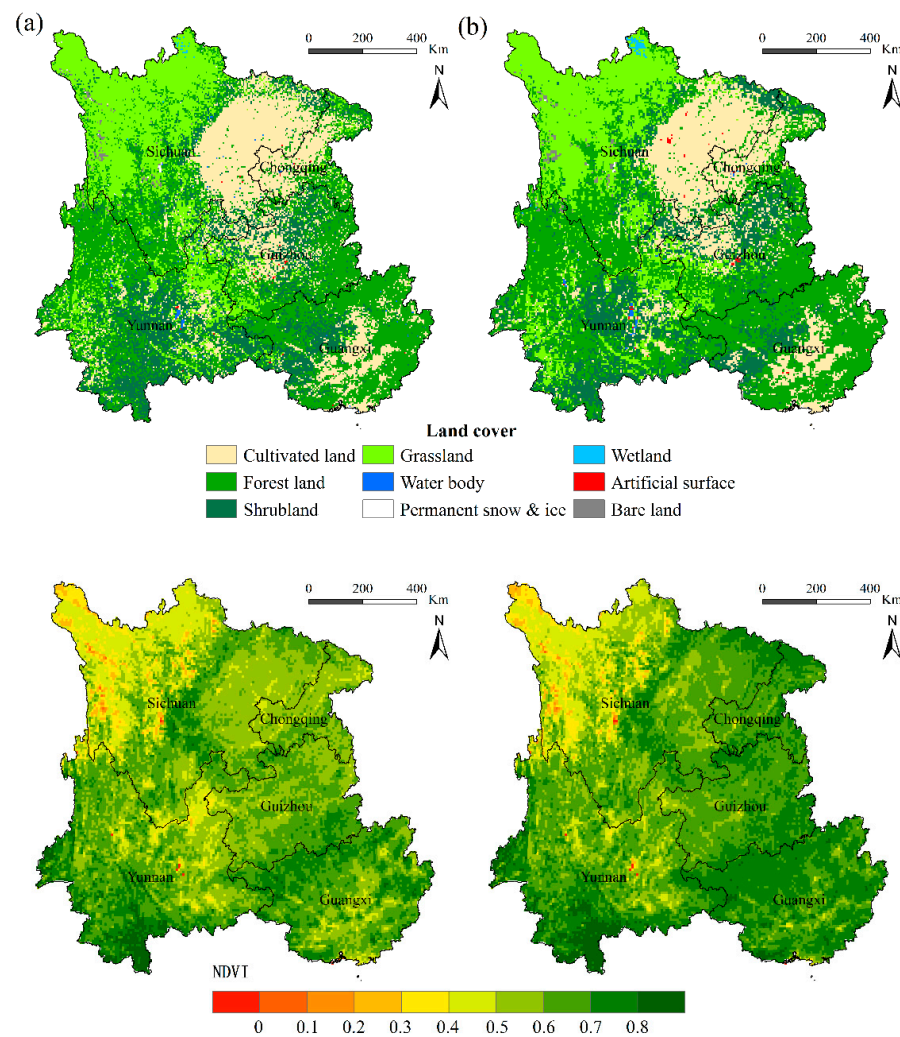 (a)
0 200 400
Km
N
Sichuan
Chongqing
Guizhou
Yunnan
Guangxi
(b)
0 200 400
Km
N
Sichuan
Chongqing
Guizhou
Yunnan
Guangxi
Land cover
Cultivated land
Grassland
Wetland
Forest land
Water body
Artificial surface
Shrubland
Permanent snow & ice
Bare land
0 200 400
Km
N
Sichuan
Chongqing
Guizhou
Yunnan
Guangxi
0 200 400
Km
N
Sichuan
Chongqing
Guizhou
Yunnan
Guangxi
NDVI
0 0.1 0.2 0.3 0.4 0.5 0.6 0.7 0.8